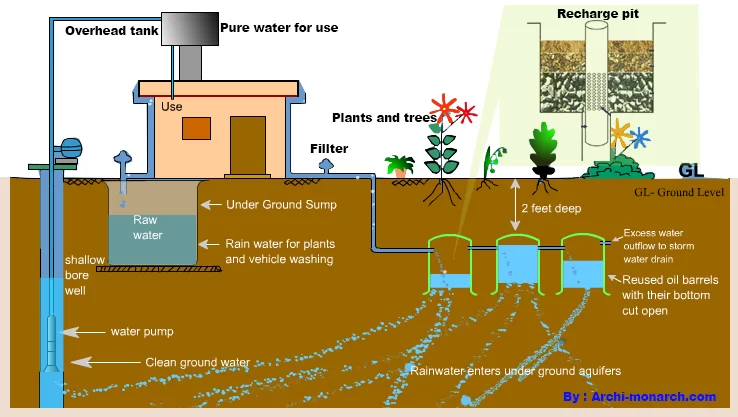 Recharge pit
Overhead tank
Pure water for use
Use
Plants and trees
Fillter
GL
GL- Ground Level
Under Ground Sump
2 feet deep
Raw
water
Rain water for plants
and vehicle washing
Excess water
outflow to storm
water drain
shallow
bore
well
Reused oil barrels
with their bottom
cut open
water pump
Clean ground water
Rainwater enters under ground aguifers
By : Archi-monarch.com